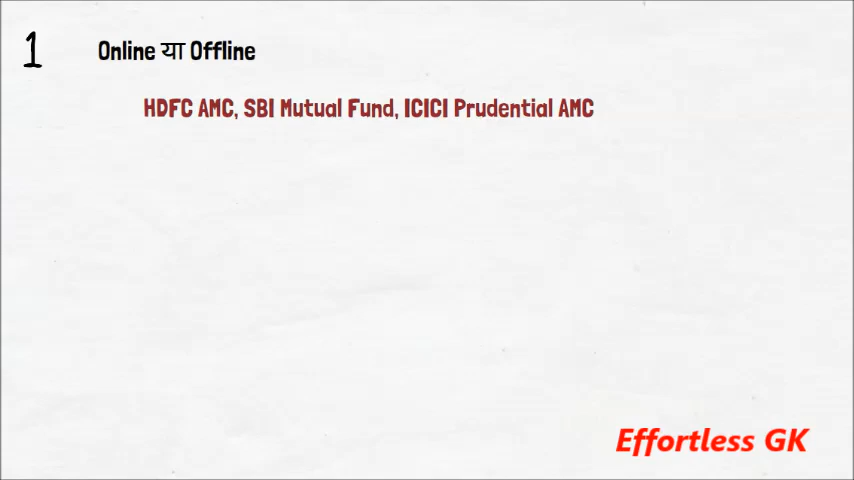 1 Online या Offline
HDFC AMC, SBI Mutual Fund, ICICI Prudential AMC
Effortless GK